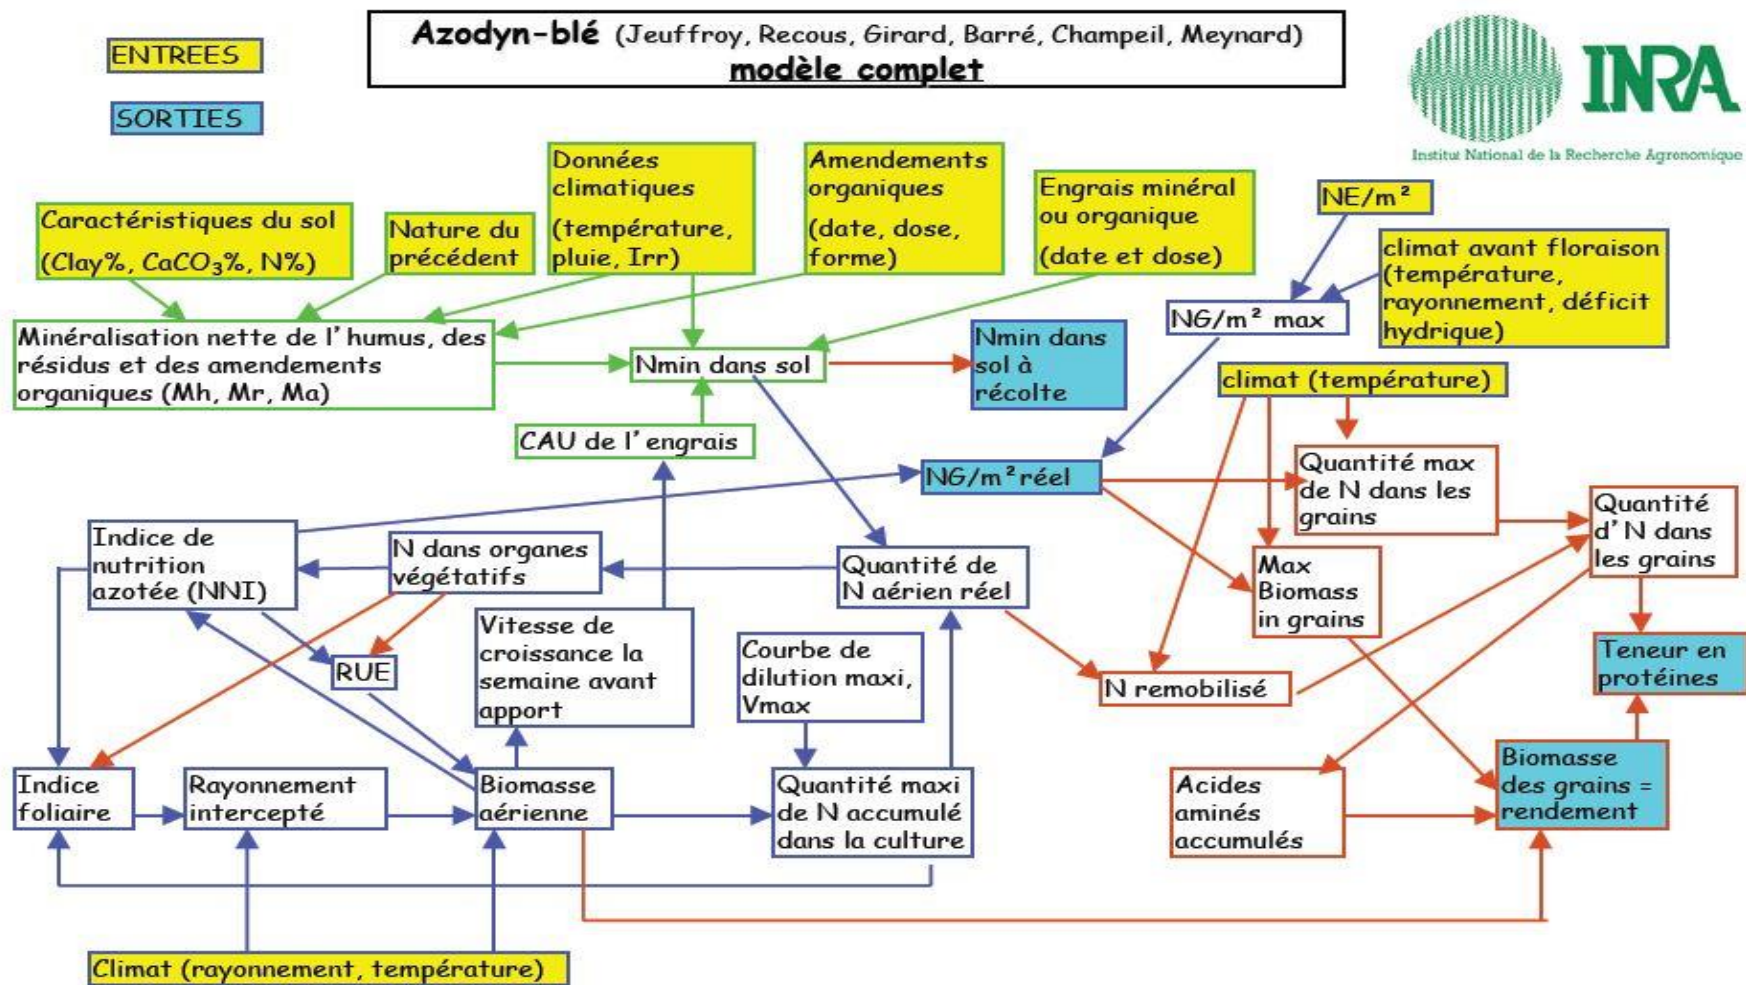 ENTREES
SORTIES
Azodyn-blé (Jeuffroy, Recous, Girard, Barré, Champeil, Meynard)
modèle complet
INRA
Institut National de la Recherche Agronomique
Caractéristiques du sol
(Clay%, CaCO₃%, N%)
Nature du
précédent
Données
climatiques
(température,
pluie, Irr)
Amendements
organiques
(date, dose,
forme)
Engrais minéral
ou organique
(date et dose)
NE/m²
climat avant floraison
(température,
rayonnement, déficit
hydrique)
Minéralisation nette de l'humus, des
résidus et des amendements
organiques (Mh, Mr, Ma)
Nmin dans sol
Nmin dans
sol à
récolte
NG/m² max
climat (température)
CAU de l'engrais
NG/m² réel
Quantité max
de N dans les
grains
Quantité
d'N dans
les grains
Indice de
nutrition
azotée (NNI)
N dans organes
végétatifs
Quantité de
N aérien réel
Max
Biomass
in grains
RUE
Vitesse de
croissance la
semaine avant
apport
Courbe de
dilution maxi,
Vmax
N remobilisé
Teneur en
protéines
Indice
foliaire
Rayonnement
intercepté
Biomasse
aérienne
Quantité maxi
de N accumulé
dans la culture
Acides
aminés
accumulés
Biomasse
des grains =
rendement
Climat (rayonnement, température)